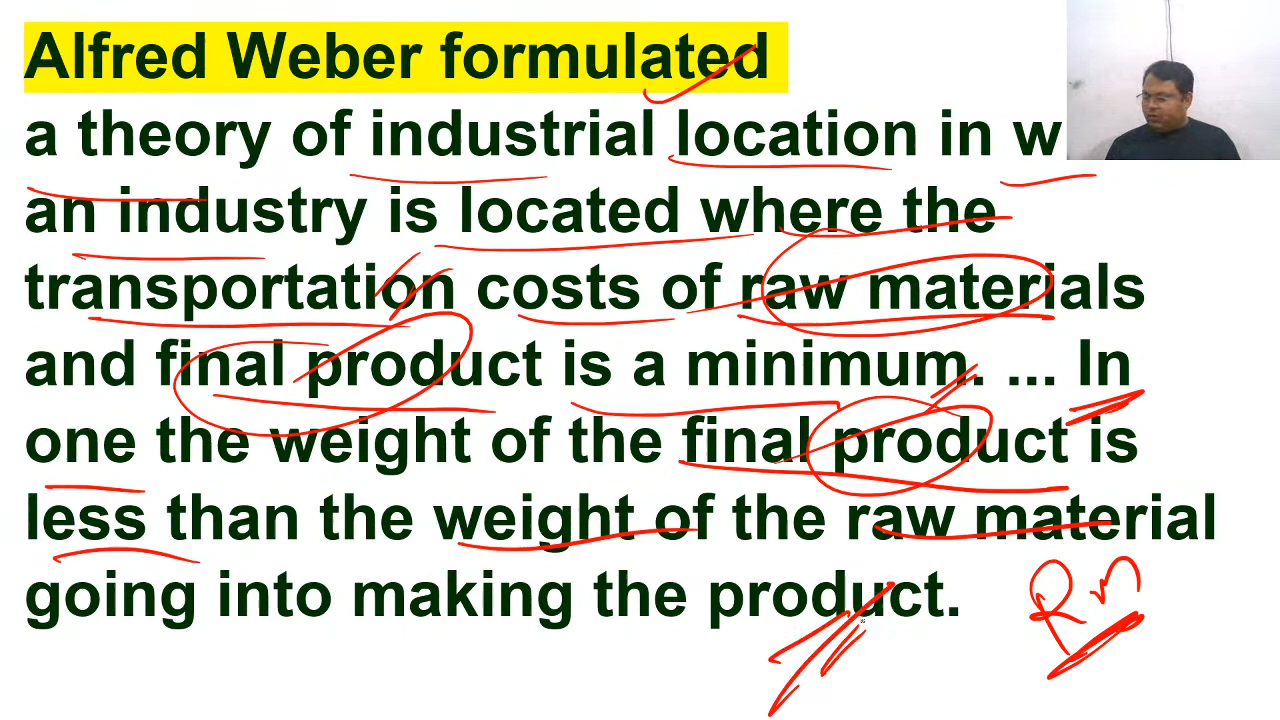 Alfred Weber formulated
a theory of industrial location in w
an industry is located where the
transportation costs of raw materials
and final product is a minimum. ... In
one the weight of the final product is
less than the weight of the raw material
going into making the product.